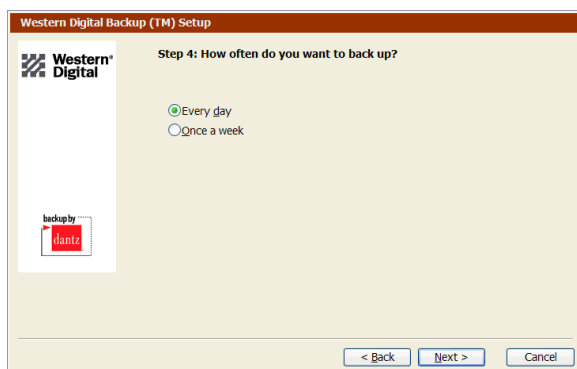 Western Digital Backup (TM) Setup
Western®
Digital
Step 4: How often do you want to back up?
Every day
Once a week
backup by
dantz
< Back
Next >
Cancel